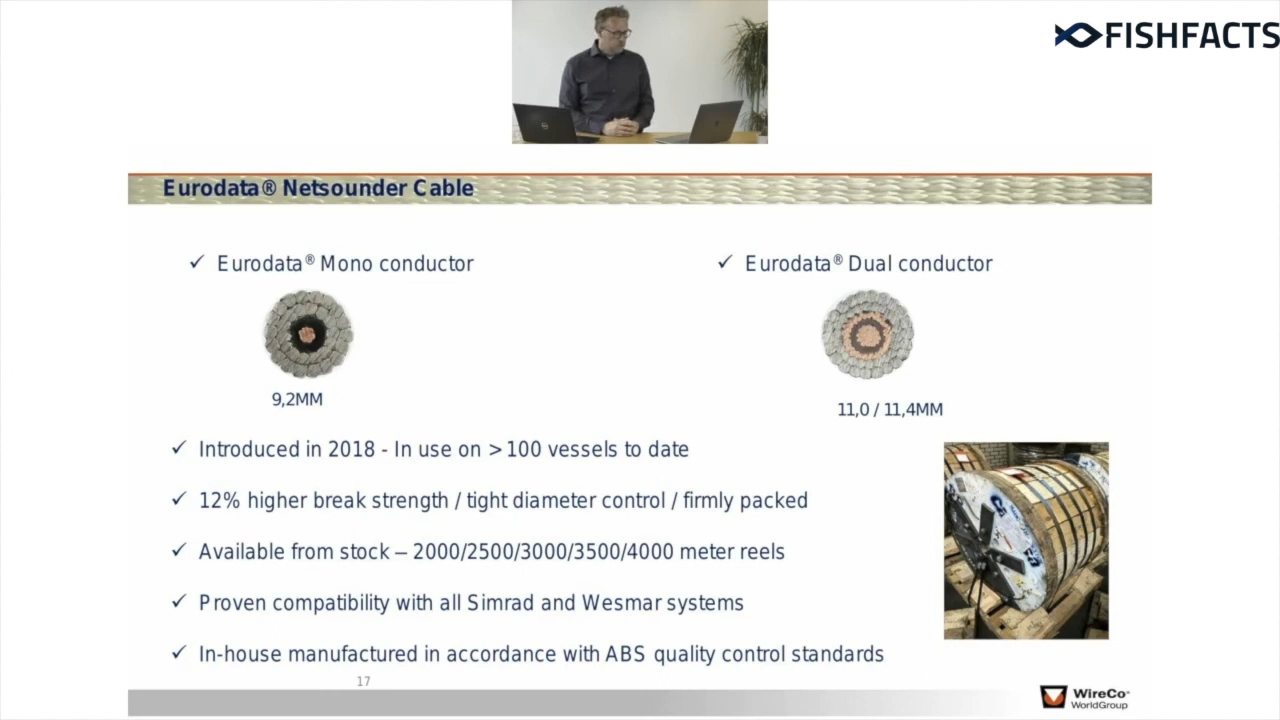 FISHFACTS
Eurodata® Netsounder Cable
✓ Eurodata® Mono conductor
✓ Eurodata® Dual conductor
9,2MM
11,0 / 11,4MM
✓ Introduced in 2018 - In use on >100 vessels to date
✓ 12% higher break strength / tight diameter control / firmly packed
✓ Available from stock – 2000/2500/3000/3500/4000 meter reels
✓ Proven compatibility with all Simrad and Wesmar systems
✓ In-house manufactured in accordance with ABS quality control standards
17
WireCo
WorldGroup